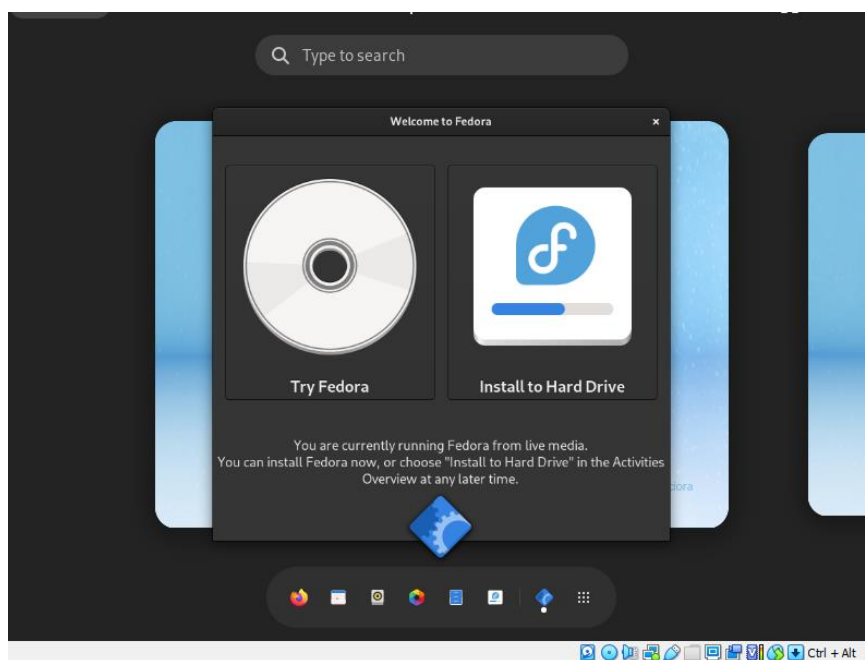 Type to search
Welcome to Fedora
Try Fedora
Install to Hard Drive
You are currently running Fedora from live media.
You can install Fedora now, or choose "Install to Hard Drive" in the Activities
Overview at any later time.
Ctrl + Alt